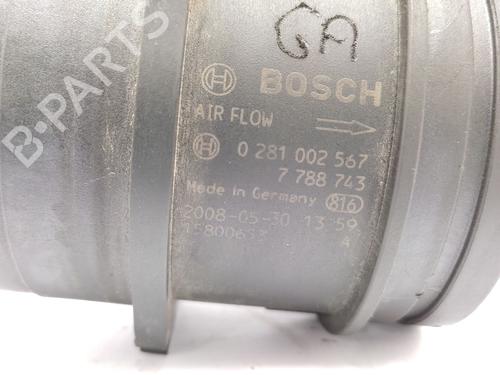 B-PARTS
GA
BOSCH
AIR FLOW
0 281 002 567
7 788 743
Made in Germany 816
2008-05-30 13 59
A